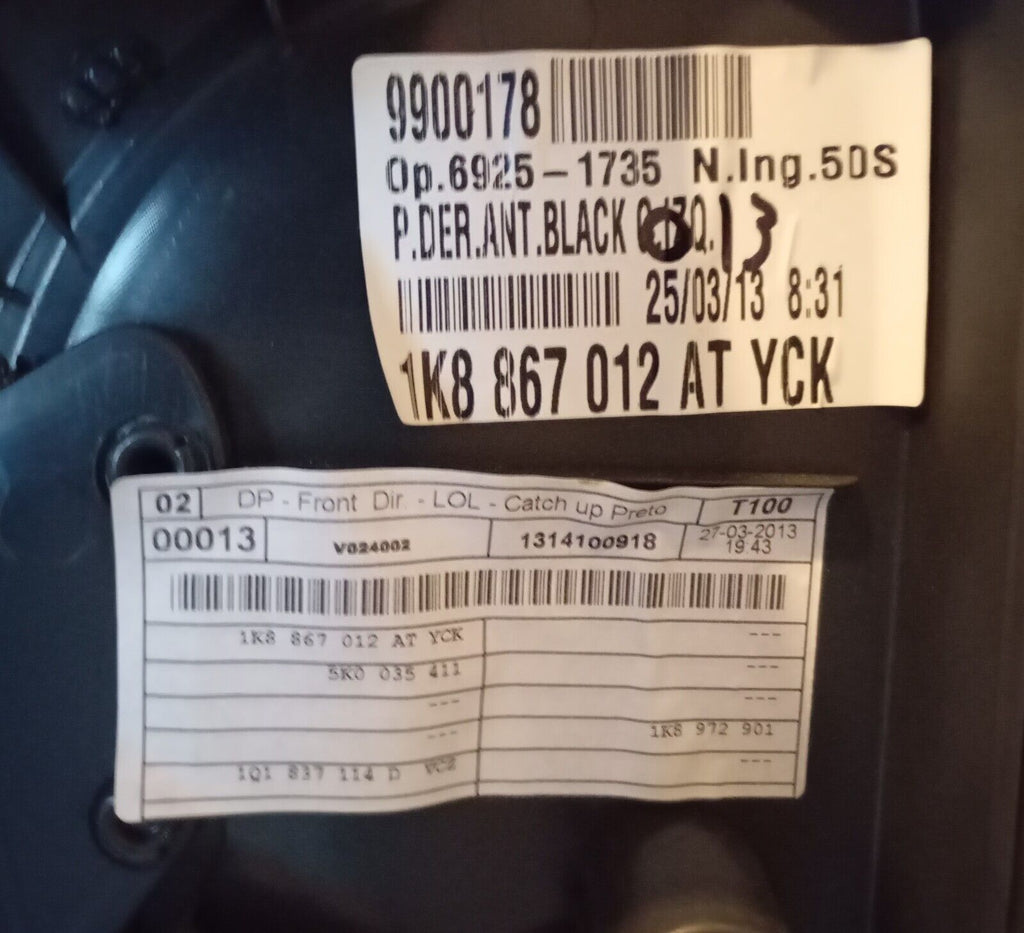 9900178
Op.6925-1735 N.Ing.50S
P.DER.ANT.BLACK Q. 13
25/03/13 8:31
1K8 867 012 AT YCK
02 DP - Front Dir. - LOL - Catch up Preto T100
00013 V024002 1314100918 27-03-2013
19:43
1K8 867 012 AT YCK ---
5K0 035 411 ---
--- ---
--- 1K8 972 901
1Q1 837 114 D ---